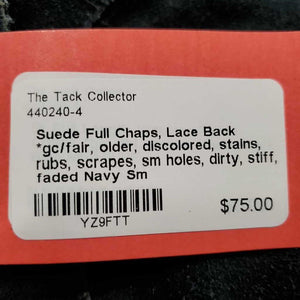 The Tack Collector
440240-4
Suede Full Chaps, Lace Back
*gc/fair, older, discolored, stains,
rubs, scrapes, sm holes, dirty, stiff,
faded Navy Sm
$75.00
YZ9FTT